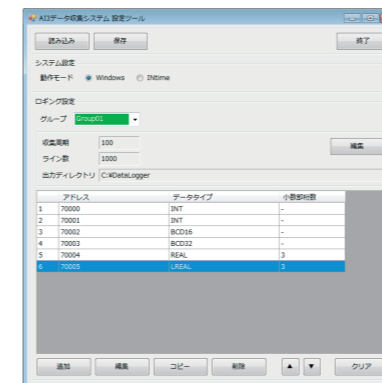 AIJデータ収集システム 設定ツール
読み込み 保存 終了
システム設定
動作モード Windows INtime
ロギング設定
グループ Group01
収集周期 100 編集
ライン数 1000
出力ディレクトリ C:¥DataLogger
アドレス データタイプ 小数部桁数
1 70000 INT -
2 70001 INT -
3 70002 BCD16 -
4 70003 BCD32 -
5 70004 REAL 3
6 70005 LREAL 3
追加 編集 コピー 削除 ▲ ▼ クリア